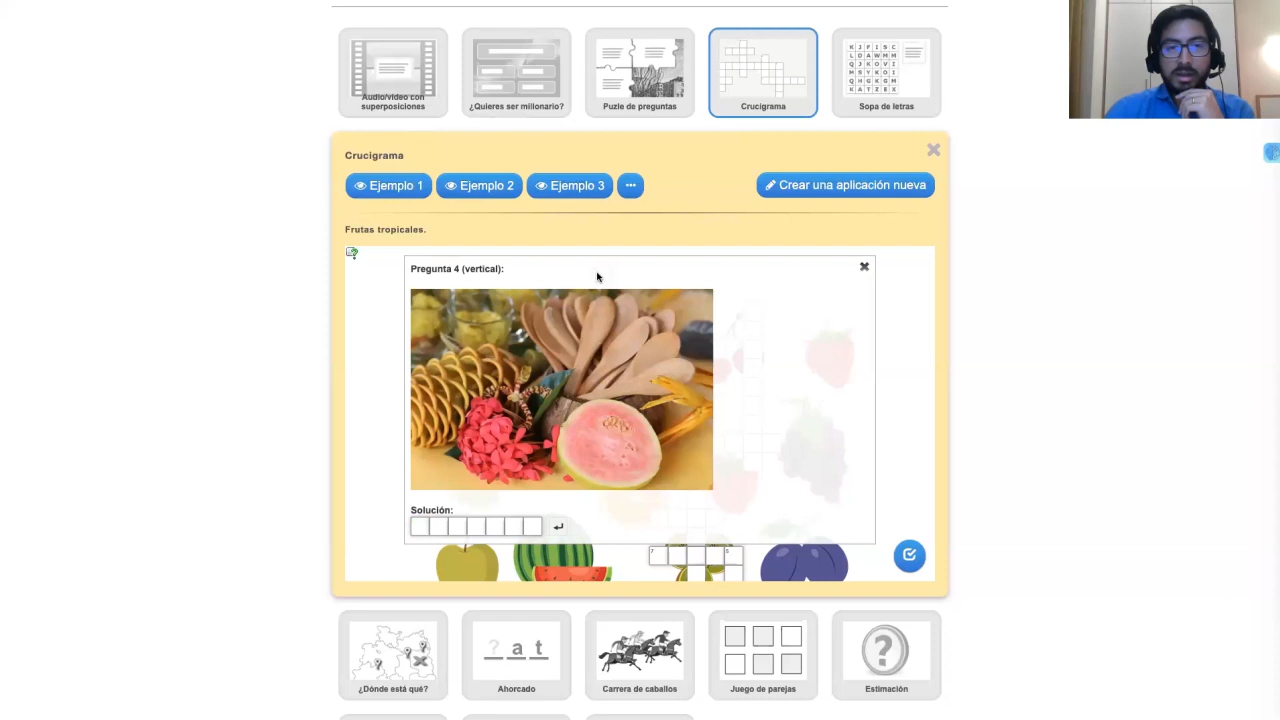 Audio/video con
superposiciones
¿Quieres ser millonario?
Puzle de preguntas
Crucigrama
K J F I S C
Sopa de letras
Crucigrama
Ejemplo 1
Ejemplo 2
Ejemplo 3
Crear una aplicación nueva
Frutas tropicales.
Pregunta 4 (vertical):
Solución:
7
¿Dónde está qué?
? a t
Ahorcado
Carrera de caballos
Juego de parejas
?
Estimación